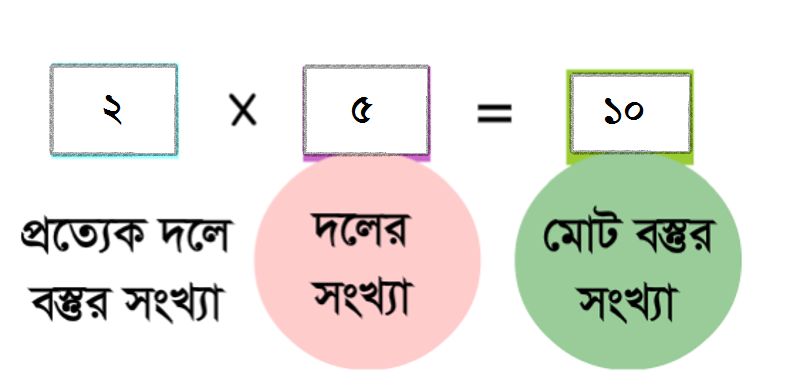 ২ × ৫ = ১০
প্রত্যেক দলে দলের মোট বস্তুর
বস্তুর সংখ্যা সংখ্যা সংখ্যা